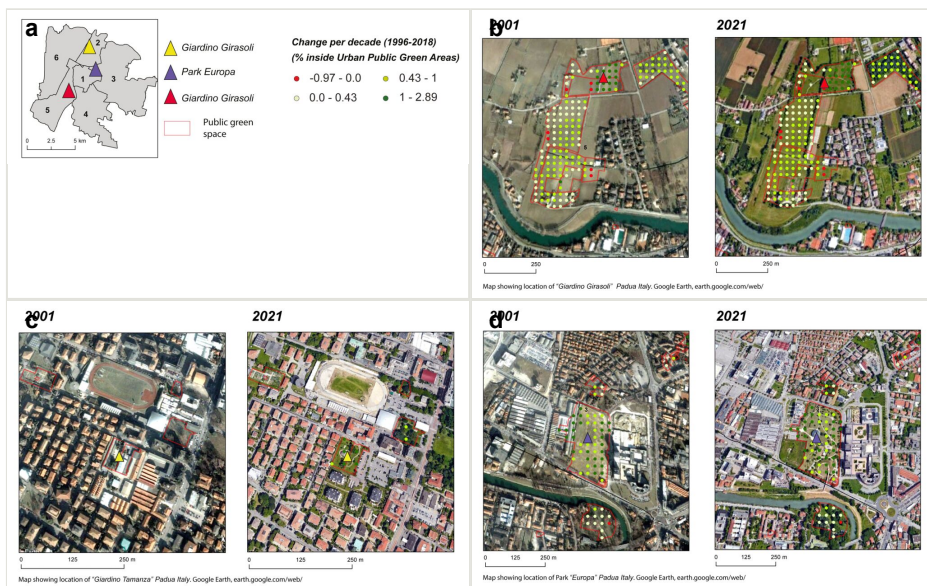 a
2
6
1
3
5
4
0 2.5 5 km
Giardino Girasoli
Park Europa
Giardino Girasoli
Public green
space
Change per decade (1996-2018)
(% inside Urban Public Green Areas)
-0.97 - 0.0
0.43 - 1
0.0 - 0.43
1 - 2.89
b
2001
2021
0 250
0 250 m
Map showing location of "Giardino Girasoli" Padua Italy. Google Earth, earth.google.com/web/
c
2001
2021
0 125 250 m
0 125 250 m
Map showing location of "Giardino Tamanza" Padua Italy. Google Earth, earth.google.com/web/
d
2001
2021
0 125 250 m
0 125 250 m
Map showing location of Park "Europa" Padua Italy. Google Earth, earth.google.com/web/